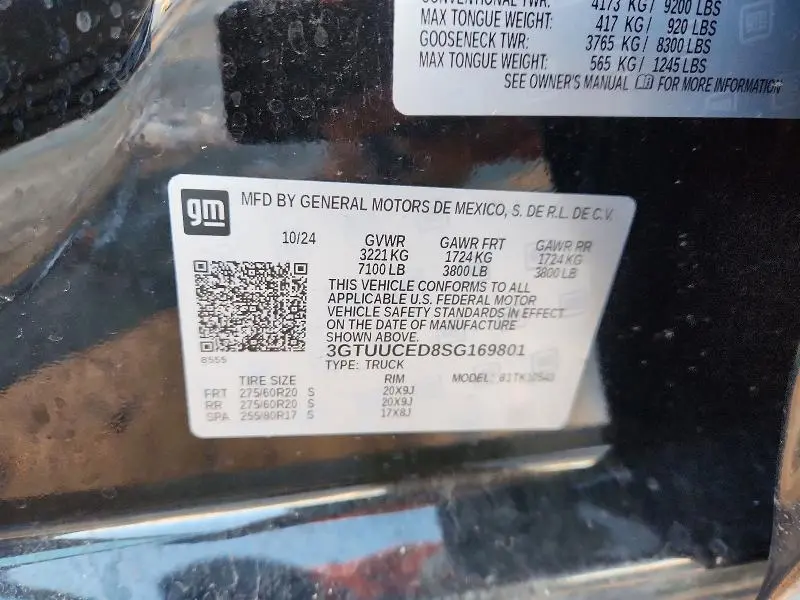 CONVENTIONAL TWR: 4173 KG / 9200 LBS
MAX TONGUE WEIGHT: 417 KG / 920 LBS
GOOSENECK TWR: 3765 KG / 8300 LBS
MAX TONGUE WEIGHT: 565 KG / 1245 LBS
SEE OWNER'S MANUAL FOR MORE INFORMATION
gm
MFD BY GENERAL MOTORS DE MEXICO, S. DE R.L. DE C.V.
10/24 GVWR GAWR FRT GAWR RR
3221 KG 1724 KG 1724 KG
7100 LB 3800 LB 3800 LB
THIS VEHICLE CONFORMS TO ALL
APPLICABLE U.S. FEDERAL MOTOR
VEHICLE SAFETY STANDARDS IN EFFECT
ON THE DATE OF MANUFACTURE
SHOWN ABOVE.
3GTUUCED8SG169801
8555
TYPE: TRUCK MODEL:
TIRE SIZE RIM
FRT 275/60R20 S 20X9J
RR 275/60R20 S 20X9J
SPA 255/80R17 S 17X8J